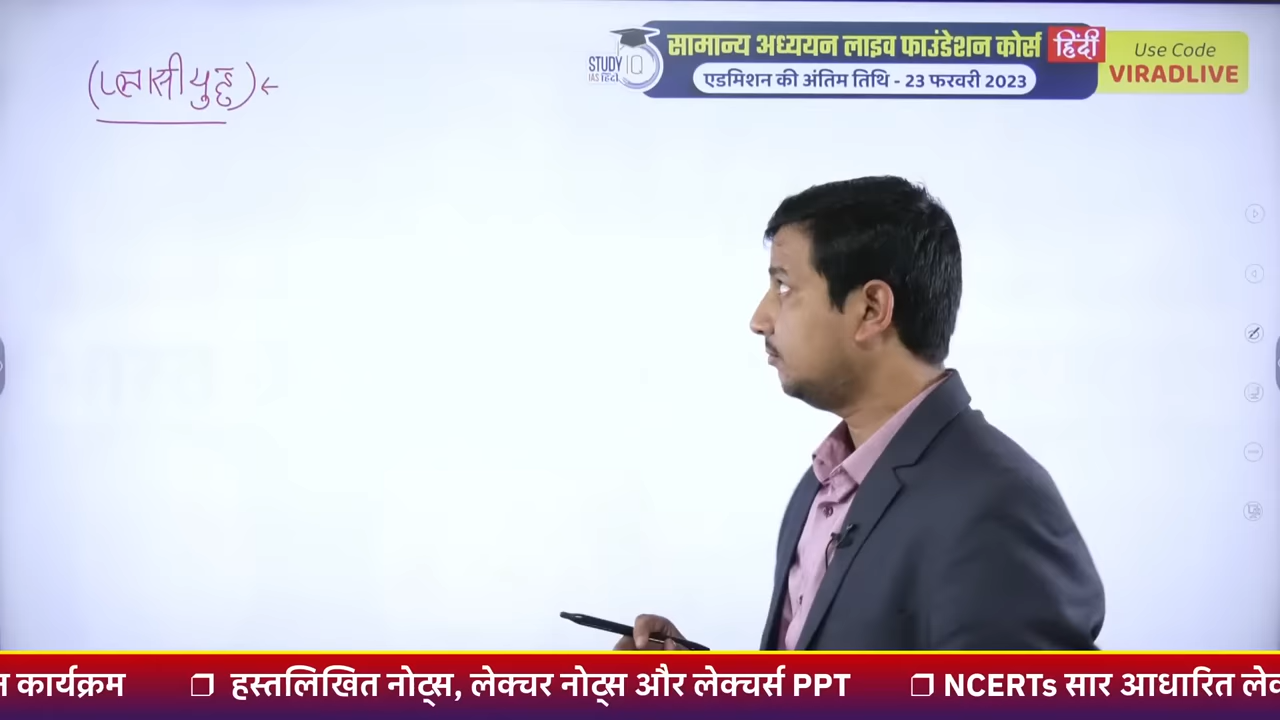 (प्लासी युद्ध) ←
STUDY IQ
IAS हिंदी
सामान्य अध्ययन लाइव फाउंडेशन कोर्स हिंदी
एडमिशन की अंतिम तिथि - 23 फरवरी 2023
Use Code
VIRADLIVE
कार्यक्रम ❐ हस्तलिखित नोट्स, लेक्चर नोट्स और लेक्चर्स PPT ❐ NCERTs सार आधारित